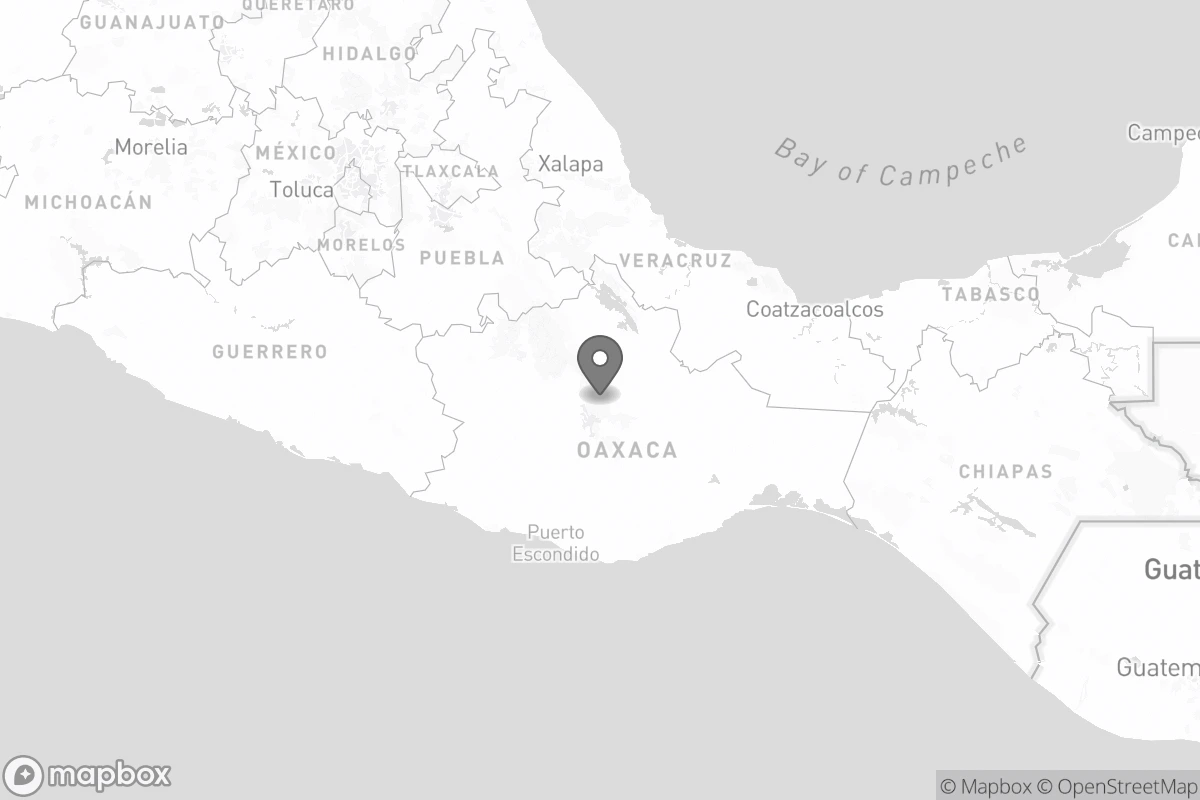 QUERÉTARO
GUANAJUATO
HIDALGO
Morelia
MÉXICO
Xalapa
Bay of Campeche
TLAXCALA
Toluca
MICHOACÁN
MORELOS
PUEBLA
VERACRUZ
TABASCO
Coatzacoalcos
GUERRERO
OAXACA
CHIAPAS
Puerto
Escondido
Guat
Guatem
Campec
CAM
mapbox
© Mapbox © OpenStreetMap